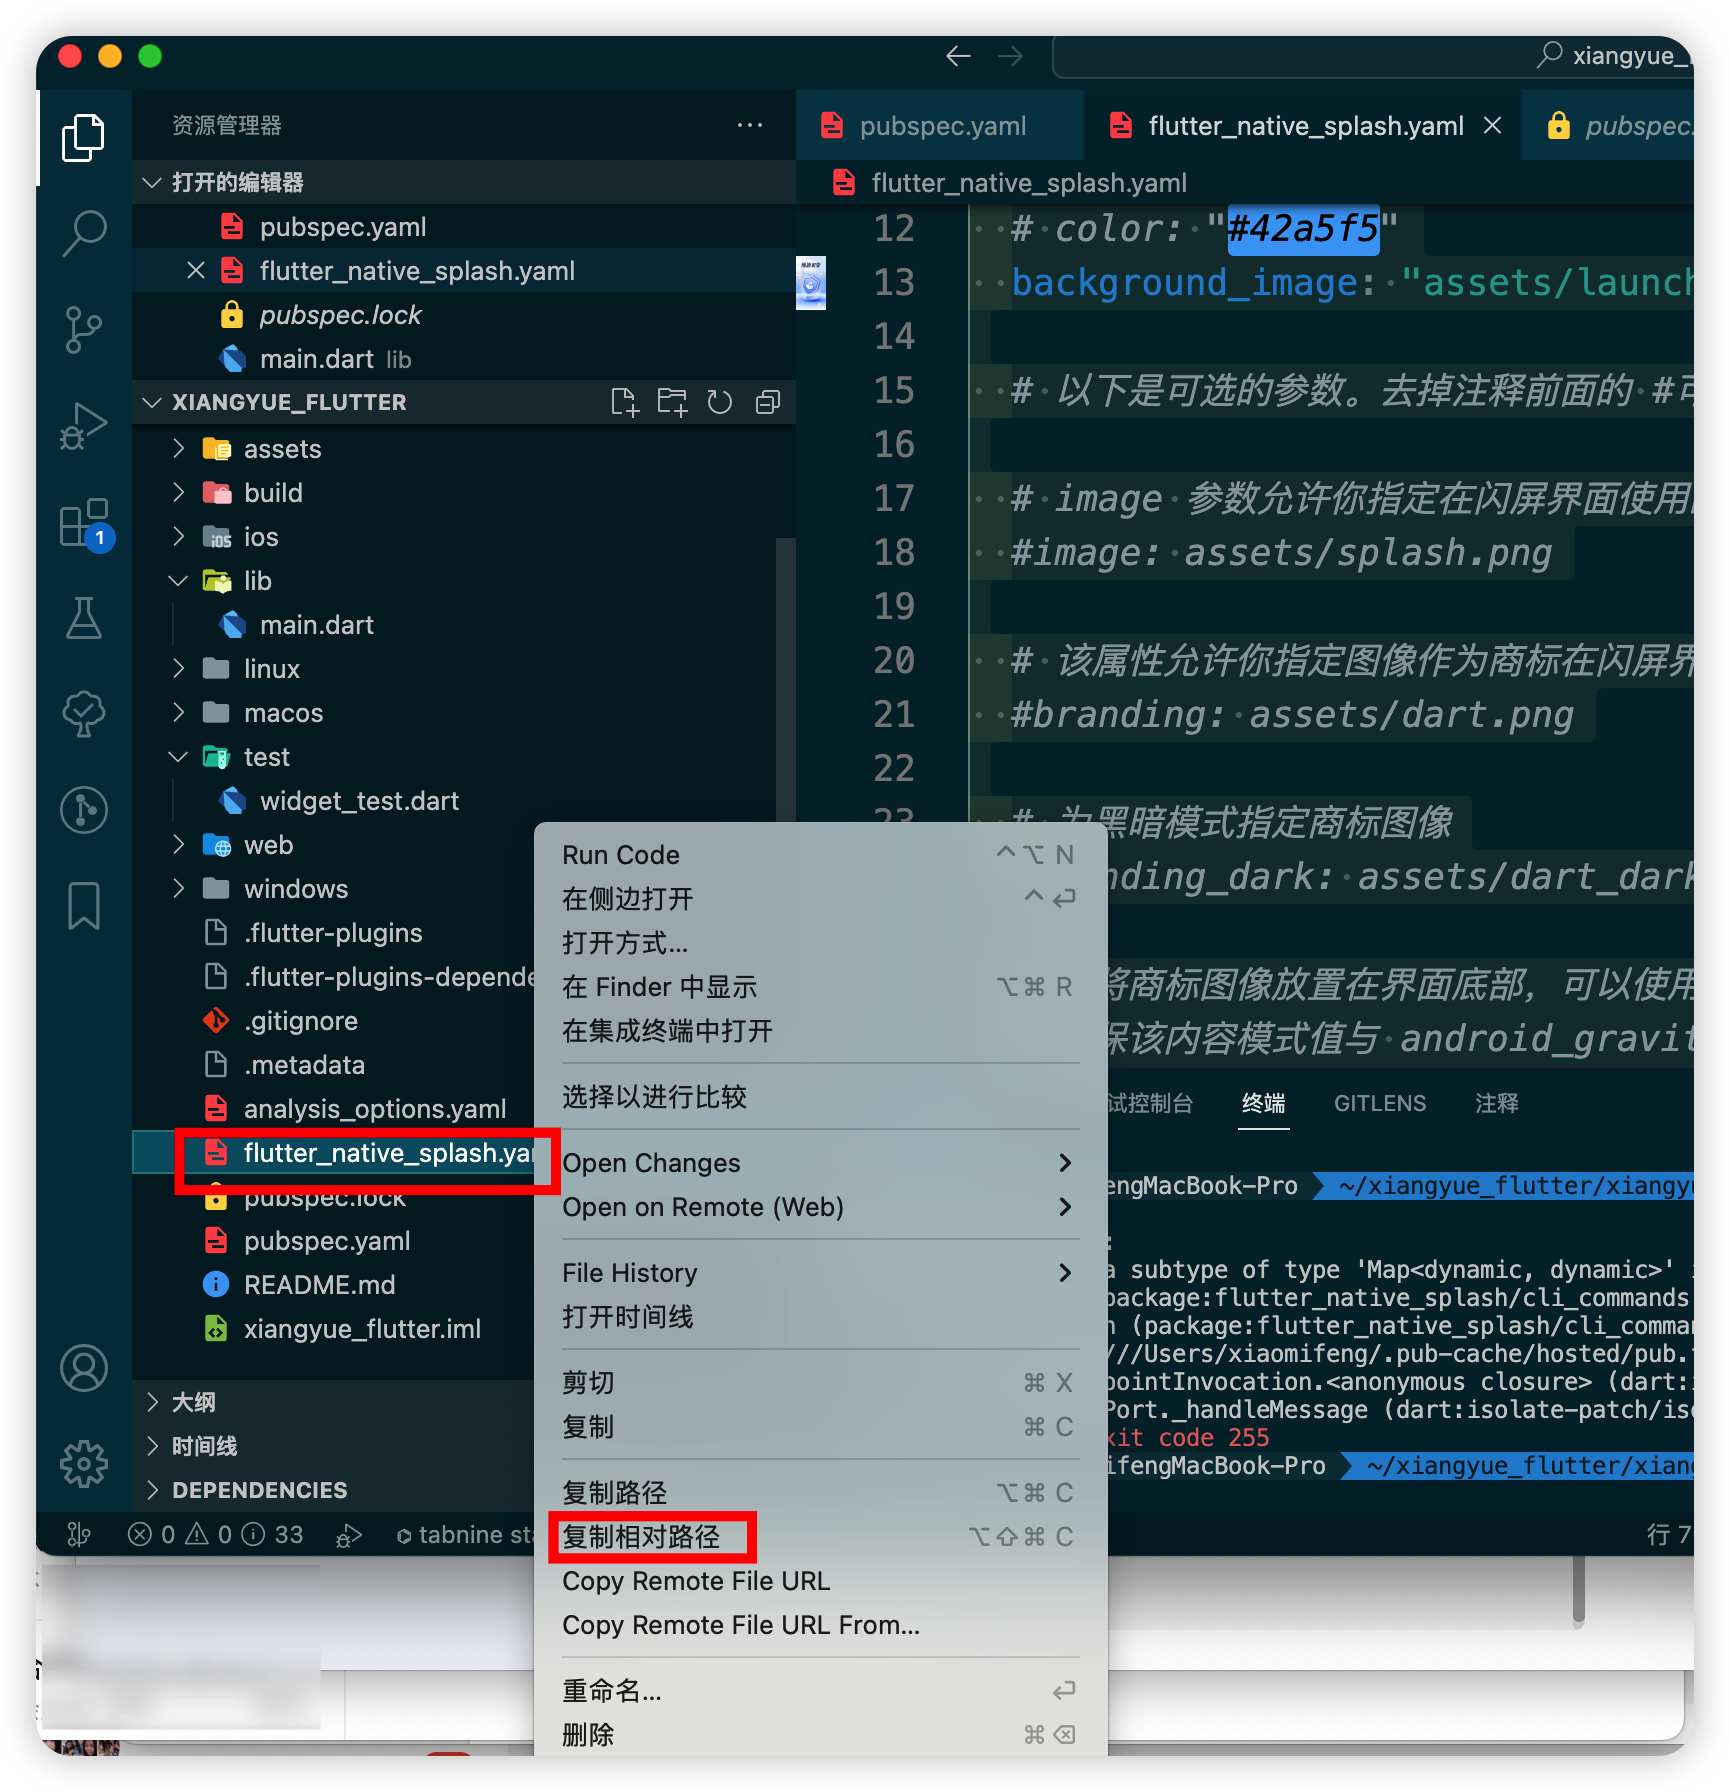 xiangyue_
资源管理器
打开的编辑器
pubspec.yaml
flutter_native_splash.yaml
pubspec.lock
main.dart lib
XIANGYUE_FLUTTER
assets
build
ios
lib
main.dart
linux
macos
test
widget_test.dart
web
windows
.flutter-plugins
.flutter-plugins-depende
.gitignore
.metadata
analysis_options.yaml
flutter_native_splash.ya
pubspec.lock
pubspec.yaml
README.md
xiangyue_flutter.iml
大纲
时间线
DEPENDENCIES
1
0 0 33 tabnine sta
pubspec.yaml flutter_native_splash.yaml pubspec.
flutter_native_splash.yaml
12 # color: "#42a5f5"
13 background_image: "assets/launch
14
15 # 以下是可选的参数。去掉注释前面的 #可
16
17 # image 参数允许你指定在闪屏界面使用
18 #image: assets/splash.png
19
20 # 该属性允许你指定图像作为商标在闪屏界
21 #branding: assets/dart.png
22
23 # 为黑暗模式指定商标图像
nding_dark: assets/dart_dark
将商标图像放置在界面底部，可以使用
保该内容模式值与 android_gravit
试控制台 终端 GITLENS 注释
engMacBook-Pro ~/xiangyue_flutter/xiangyu
:
a subtype of type 'Map<dynamic, dynamic>'
package:flutter_native_splash/cli_commands
n (package:flutter_native_splash/cli_comman
///Users/xiaomifeng/.pub-cache/hosted/pub.
pointInvocation.<anonymous closure> (dart:i
Port._handleMessage (dart:isolate-patch/iso
xit code 255
ifengMacBook-Pro ~/xiangyue_flutter/xiang
行 7
Run Code ^⌥ N
在侧边打开 ^↩
打开方式...
在 Finder 中显示 ⌥⌘ R
在集成终端中打开
选择以进行比较
Open Changes
Open on Remote (Web)
File History
打开时间线
剪切 ⌘ X
复制 ⌘ C
复制路径 ⌥⌘ C
复制相对路径 ⌥⇧⌘ C
Copy Remote File URL
Copy Remote File URL From...
重命名... ↩
删除 ⌘⌫